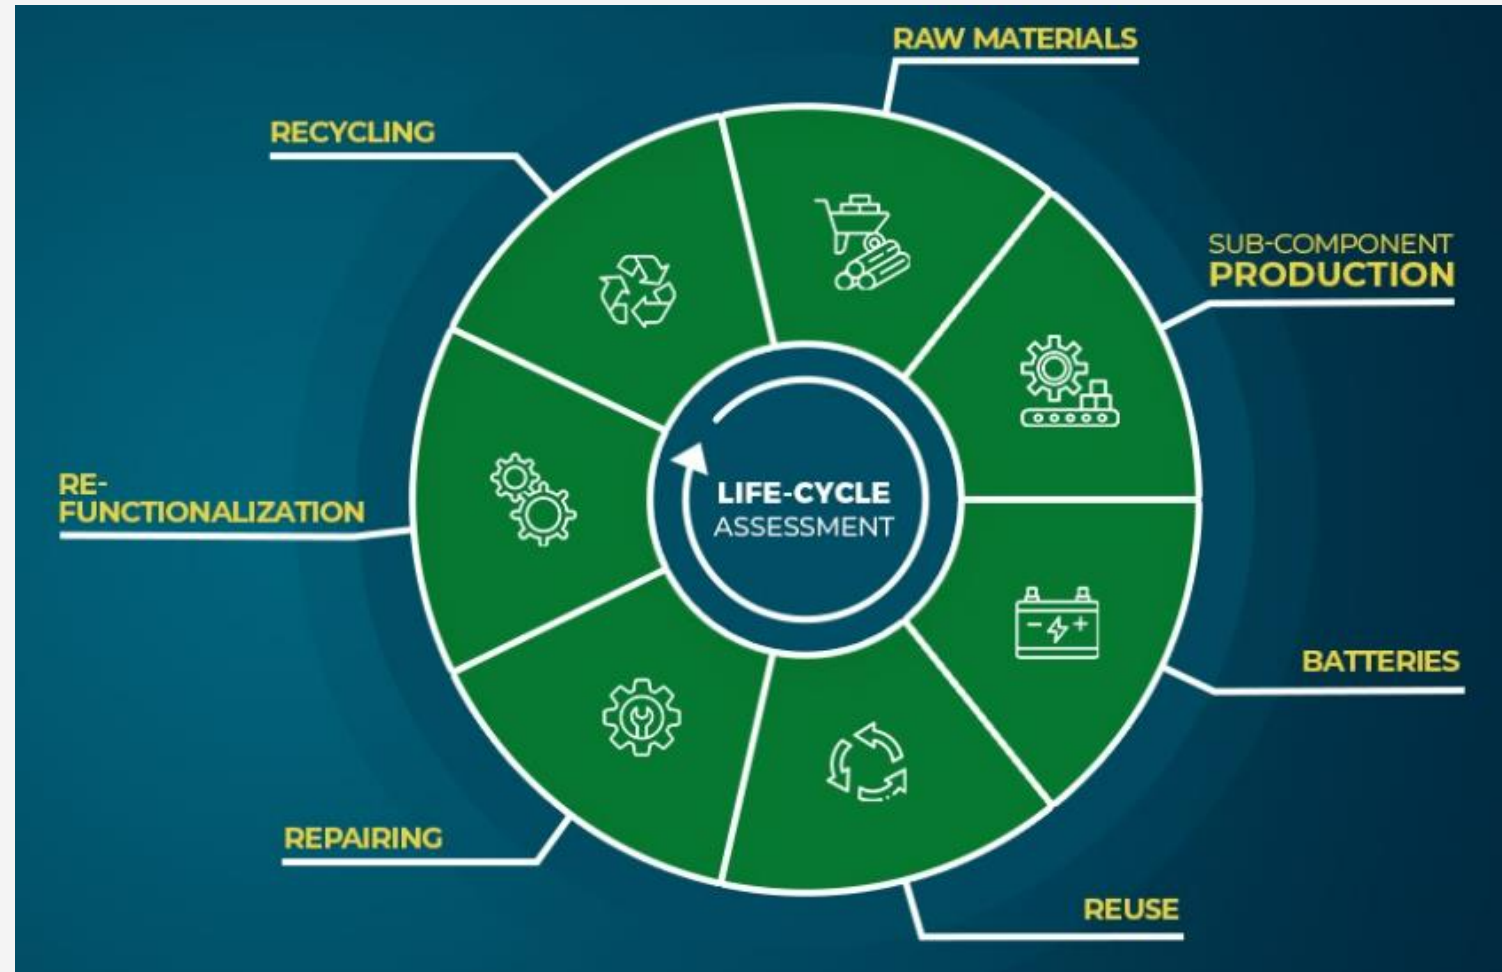 RAW MATERIALS
RECYCLING
SUB-COMPONENT
PRODUCTION
RE-
FUNCTIONALIZATION
LIFE-CYCLE
ASSESSMENT
BATTERIES
REPAIRING
REUSE